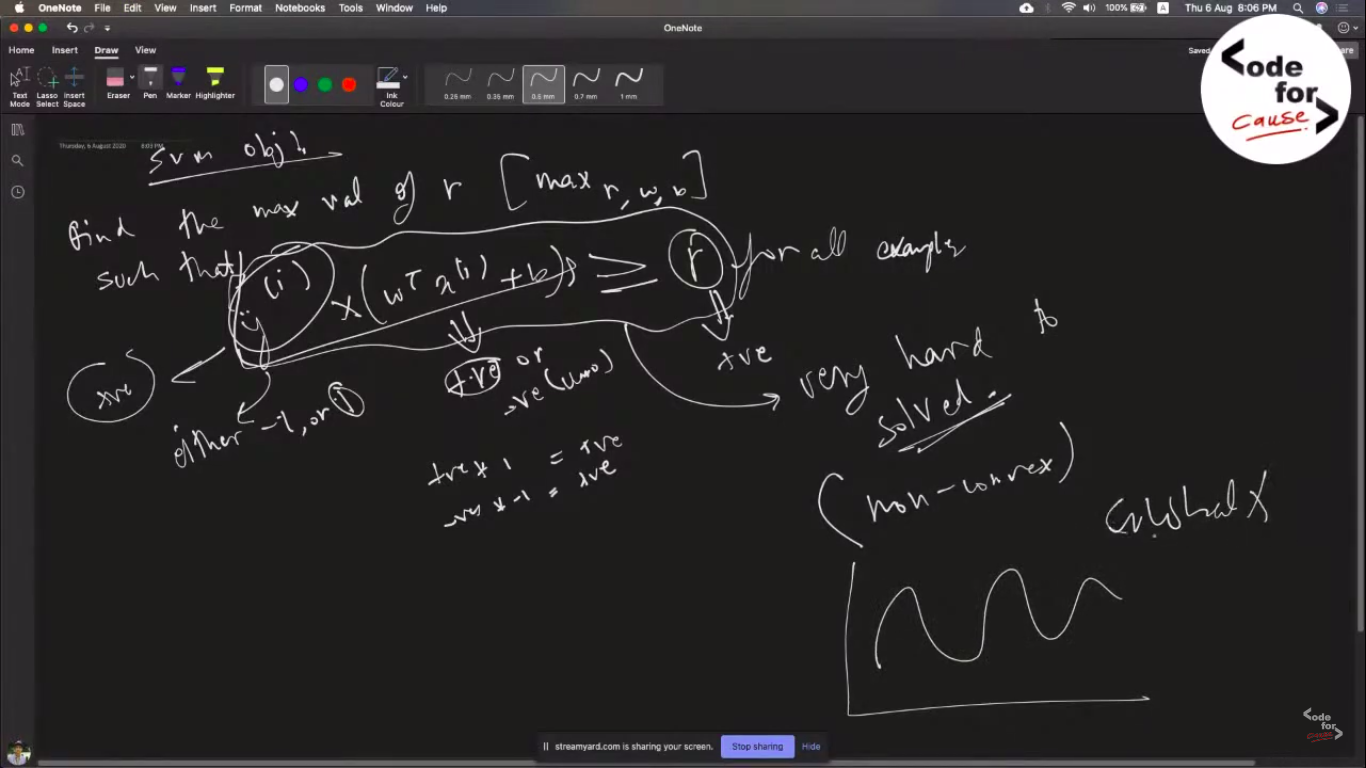 OneNote File Edit View Insert Format Notebooks Tools Window Help
100% A Thu 6 Aug 8:06 PM
OneNote
Home Insert Draw View
Saved
Text Mode Lasso Select Insert Space Eraser Pen Marker Highlighter Ink Colour 0.25 mm 0.35 mm 0.5 mm 0.7 mm 1 mm
<ode for cause>
Thursday, 6 August 2020 8:03 PM
SVM obj!
find the max val of r [max r, w, b]
such that
y^(i) x (w^T x^(i) + b) ≥ r for all examples
+ve
either -1, or 1
+ve or
-ve
+ve
very hard to
solved.
+ve * 1 = +ve
-ve * -1 = +ve
(non-convex)
Global X
streamyard.com is sharing your screen. Stop sharing Hide
<ode for cause>